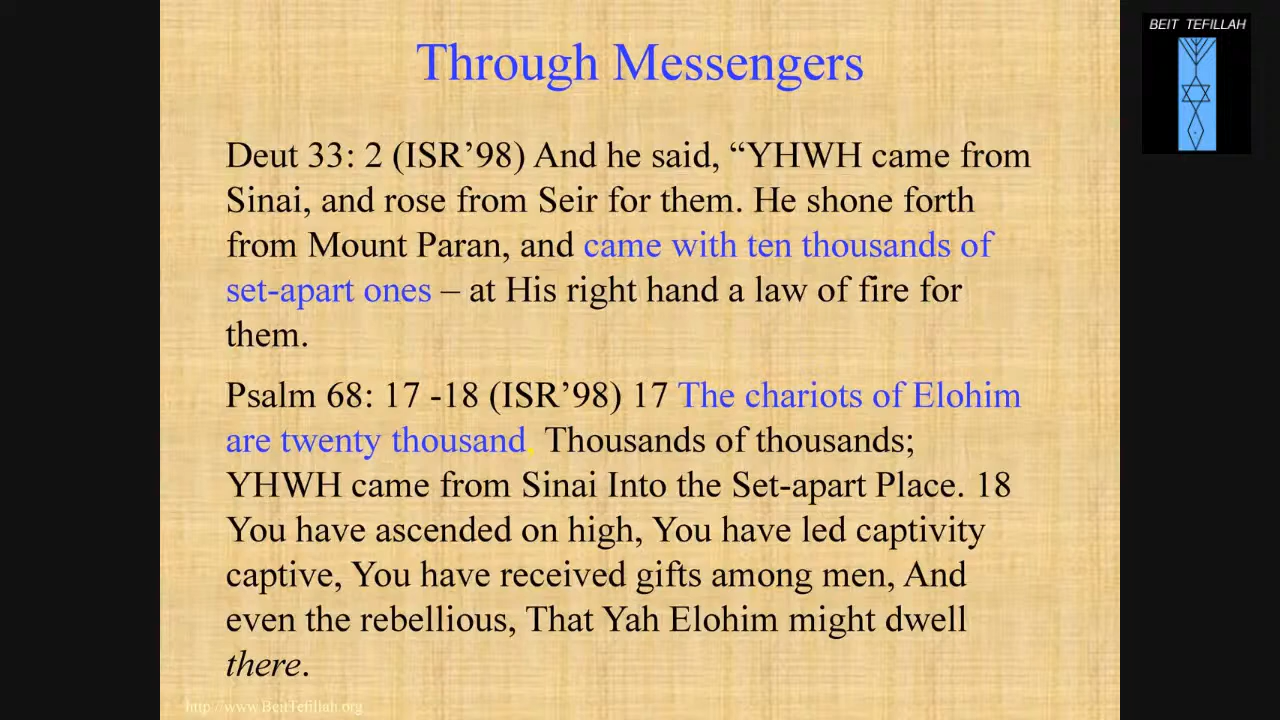 Through Messengers
BEIT TEFILLAH
Deut 33: 2 (ISR’98) And he said, “YHWH came from
Sinai, and rose from Seir for them. He shone forth
from Mount Paran, and came with ten thousands of
set-apart ones – at His right hand a law of fire for
them.
Psalm 68: 17 -18 (ISR’98) 17 The chariots of Elohim
are twenty thousand, Thousands of thousands;
YHWH came from Sinai Into the Set-apart Place. 18
You have ascended on high, You have led captivity
captive, You have received gifts among men, And
even the rebellious, That Yah Elohim might dwell
there.
http://www.BeitTefillah.org